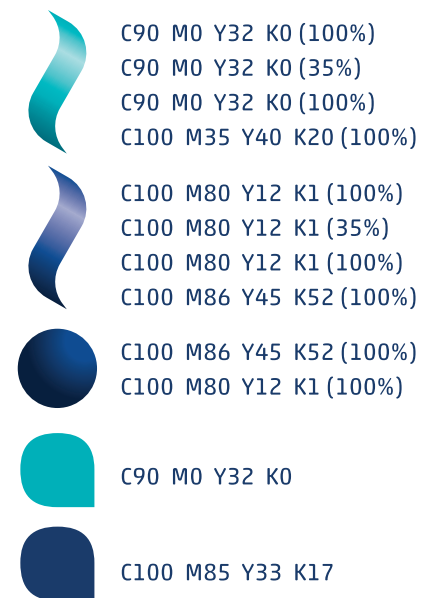 C90 M0 Y32 K0 (100%)
C90 M0 Y32 K0 (35%)
C90 M0 Y32 K0 (100%)
C100 M35 Y40 K20 (100%)
C100 M80 Y12 K1 (100%)
C100 M80 Y12 K1 (35%)
C100 M80 Y12 K1 (100%)
C100 M86 Y45 K52 (100%)
C100 M86 Y45 K52 (100%)
C100 M80 Y12 K1 (100%)
C90 M0 Y32 K0
C100 M85 Y33 K17